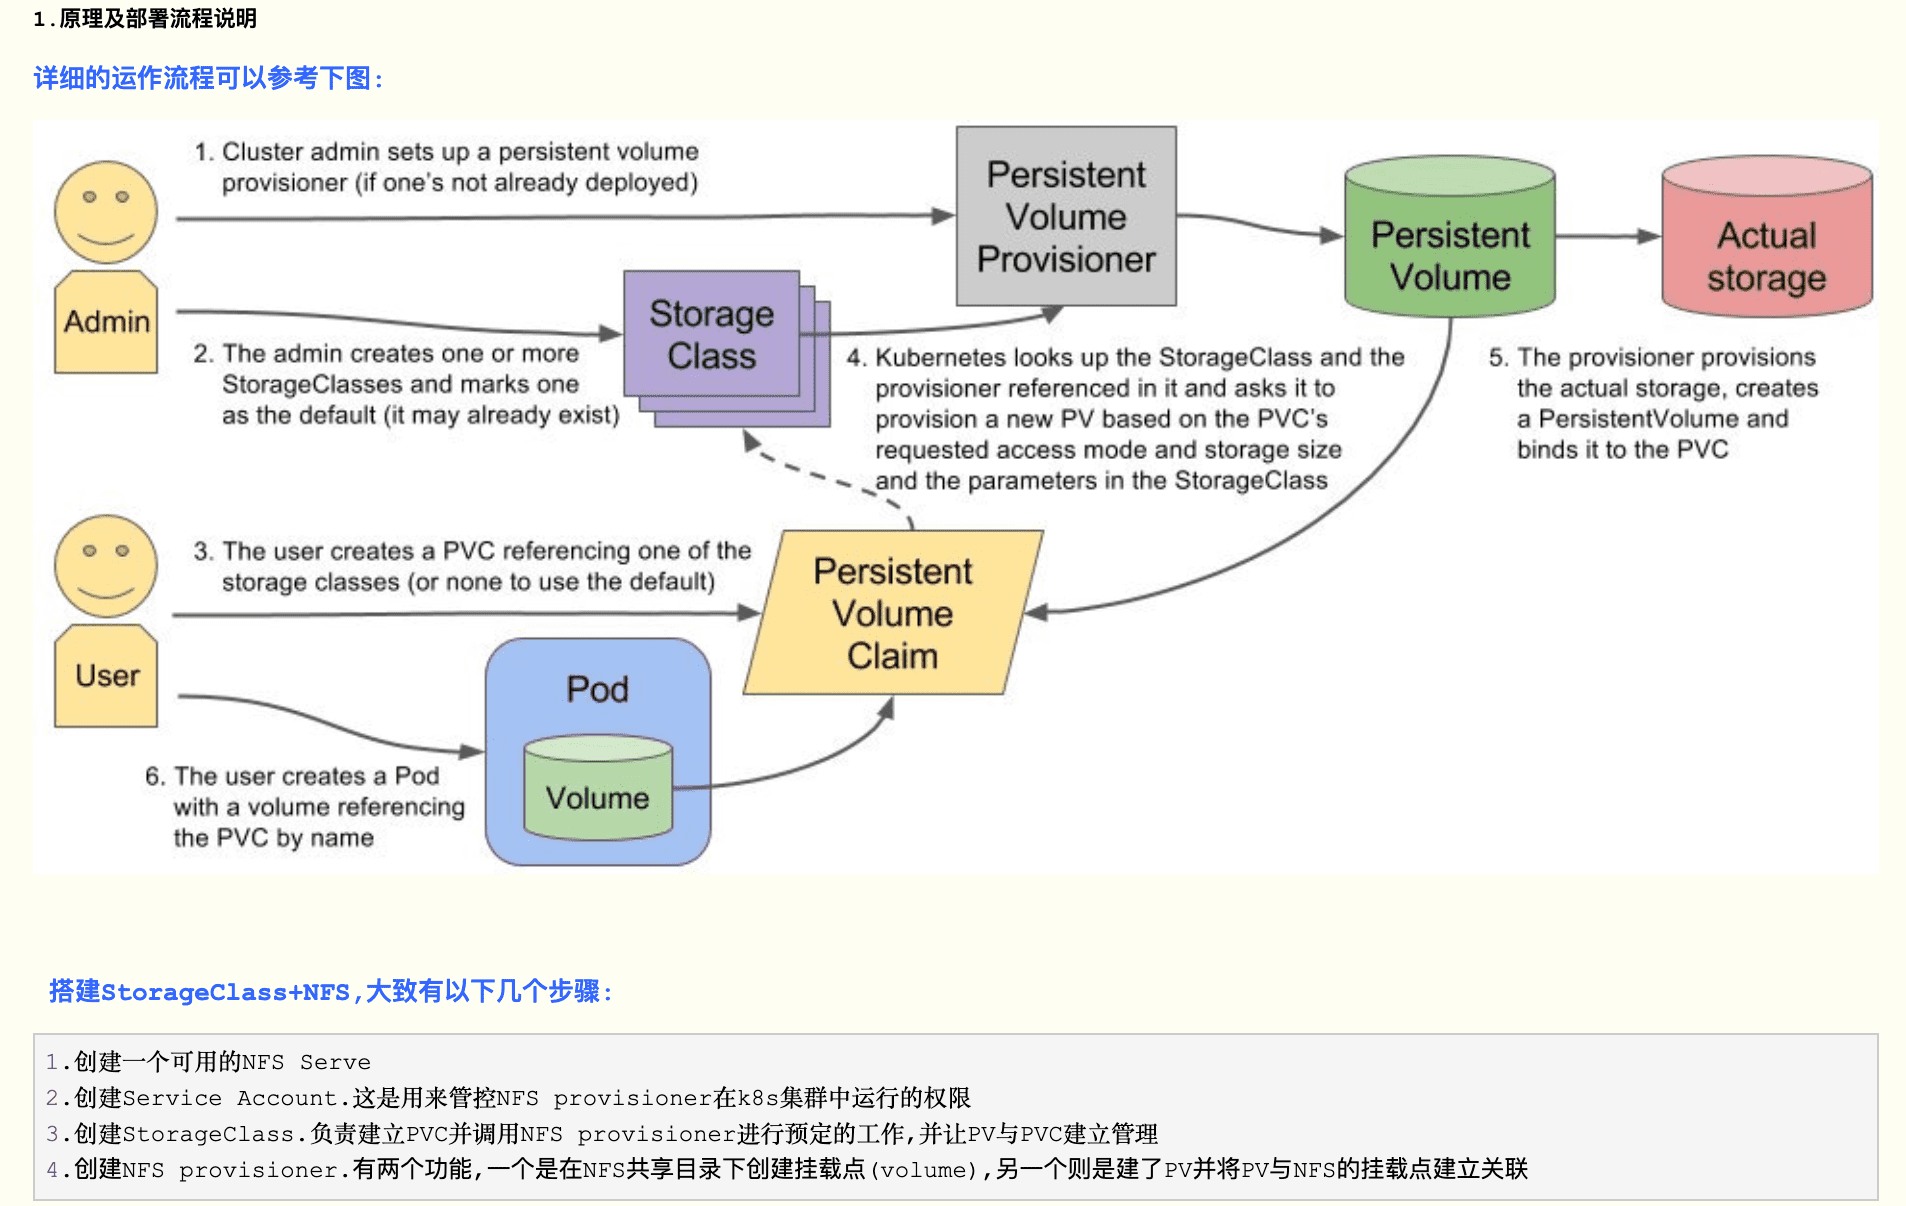 1.原理及部署流程说明
详细的运作流程可以参考下图:
1. Cluster admin sets up a persistent volume
provisioner (if one's not already deployed)
Persistent
Volume
Provisioner
Persistent
Volume
Actual
storage
Admin
Storage
Class
2. The admin creates one or more
StorageClasses and marks one
as the default (it may already exist)
4. Kubernetes looks up the StorageClass and the
provisioner referenced in it and asks it to
provision a new PV based on the PVC's
requested access mode and storage size
and the parameters in the StorageClass
5. The provisioner provisions
the actual storage, creates
a PersistentVolume and
binds it to the PVC
3. The user creates a PVC referencing one of the
storage classes (or none to use the default)
Persistent
Volume
Claim
User
Pod
Volume
6. The user creates a Pod
with a volume referencing
the PVC by name
搭建StorageClass+NFS,大致有以下几个步骤:
1.创建一个可用的NFS Serve
2.创建Service Account.这是用来管控NFS provisioner在k8s集群中运行的权限
3.创建StorageClass.负责建立PVC并调用NFS provisioner进行预定的工作,并让PV与PVC建立管理
4.创建NFS provisioner.有两个功能,一个是在NFS共享目录下创建挂载点(volume),另一个则是建了PV并将PV与NFS的挂载点建立关联